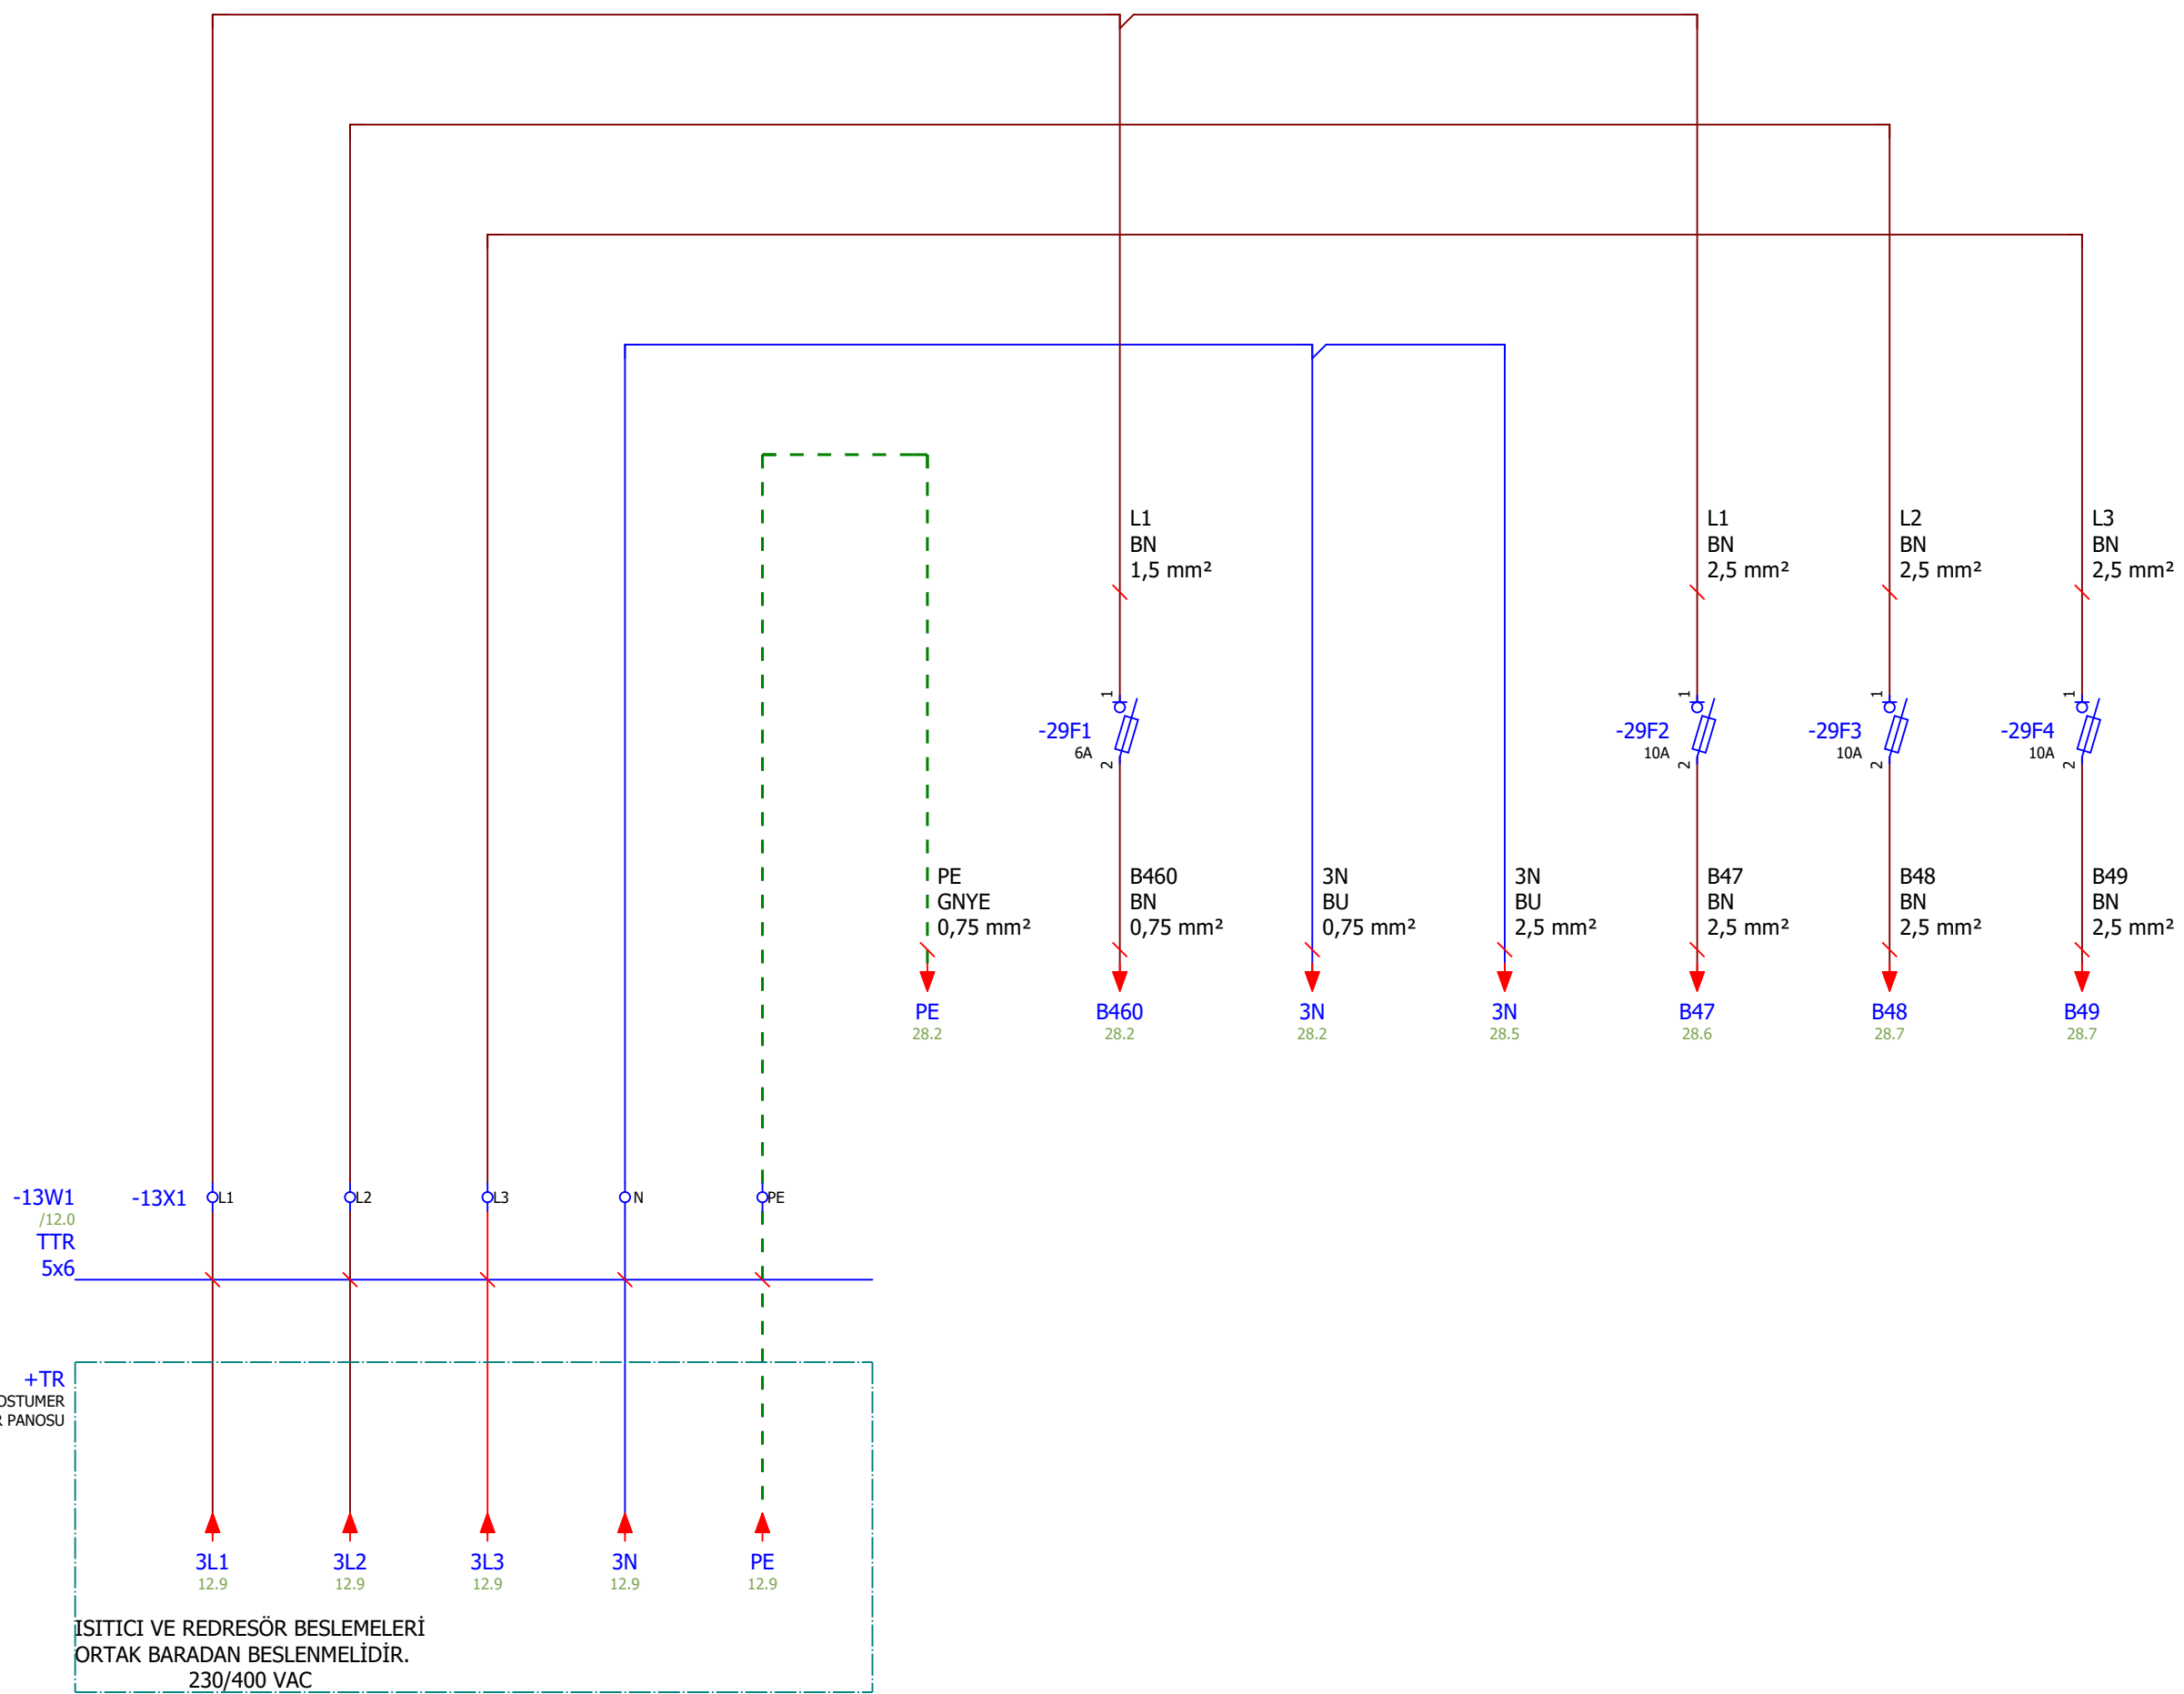 L1
BN
1,5 mm²
L1
BN
2,5 mm²
L2
BN
2,5 mm²
L3
BN
2,5 mm²
1
-29F1
6A
2
1
-29F2
10A
2
1
-29F3
10A
2
1
-29F4
10A
2
PE
GNYE
0,75 mm²
B460
BN
0,75 mm²
3N
BU
0,75 mm²
3N
BU
2,5 mm²
B47
BN
2,5 mm²
B48
BN
2,5 mm²
B49
BN
2,5 mm²
PE
28.2
B460
28.2
3N
28.2
3N
28.5
B47
28.6
B48
28.7
B49
28.7
-13W1
/12.0
TTR
5x6
-13X1
L1
L2
L3
N
PE
+TR
OSTUMER
R PANOSU
3L1
12.9
3L2
12.9
3L3
12.9
3N
12.9
PE
12.9
ISITICI VE REDRESÖR BESLEMELERİ
ORTAK BARADAN BESLENMELİDİR.
230/400 VAC